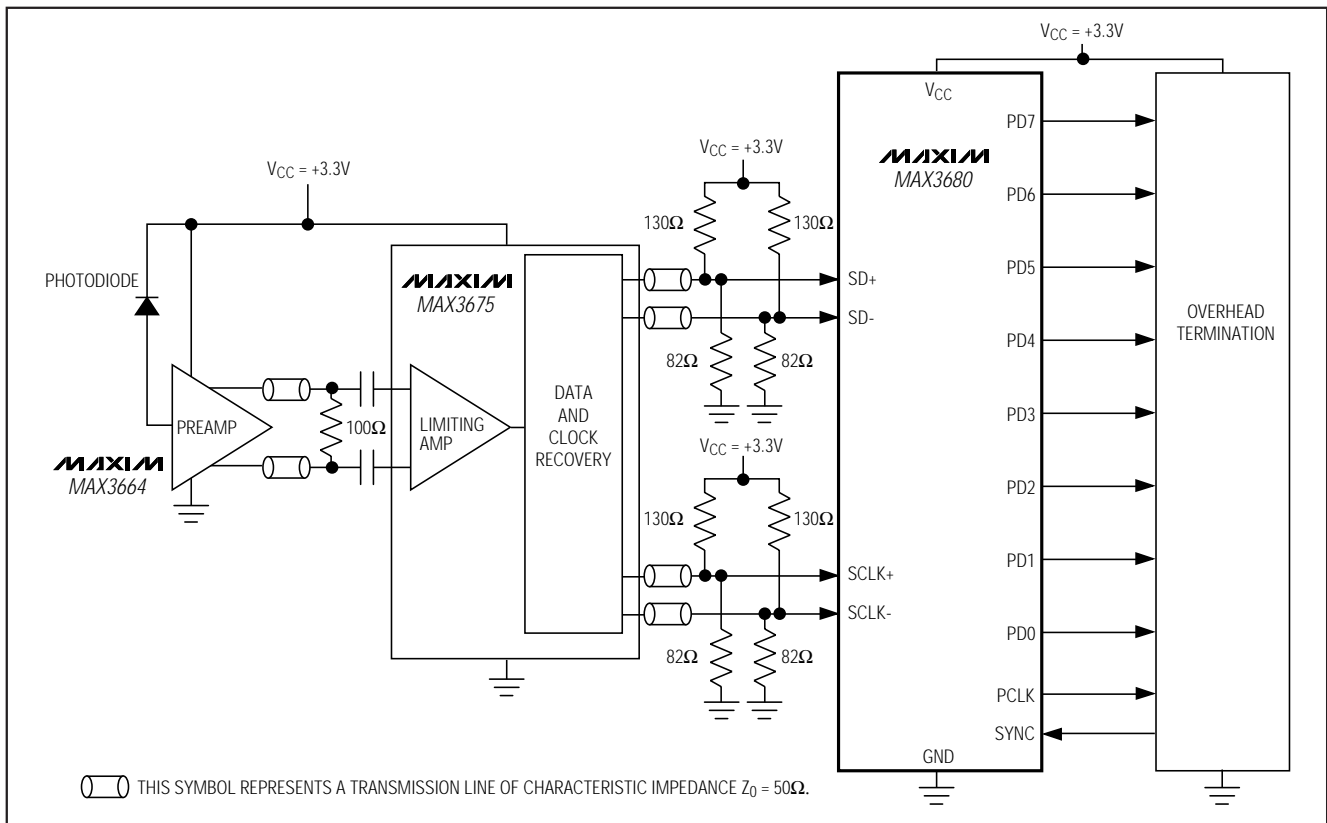 VCC = +3.3V
VCC
PD7
MAXIM
MAX3680
VCC = +3.3V
PD6
VCC = +3.3V
130Ω
130Ω
PD5
MAXIM
MAX3675
SD+
PHOTODIODE
SD-
OVERHEAD
TERMINATION
PD4
82Ω
82Ω
DATA
AND
CLOCK
RECOVERY
PD3
LIMITING
AMP
PREAMP
100Ω
VCC = +3.3V
MAXIM
MAX3664
PD2
130Ω
130Ω
PD1
SCLK+
SCLK-
PD0
82Ω
82Ω
PCLK
SYNC
GND
THIS SYMBOL REPRESENTS A TRANSMISSION LINE OF CHARACTERISTIC IMPEDANCE Z0 = 50Ω.